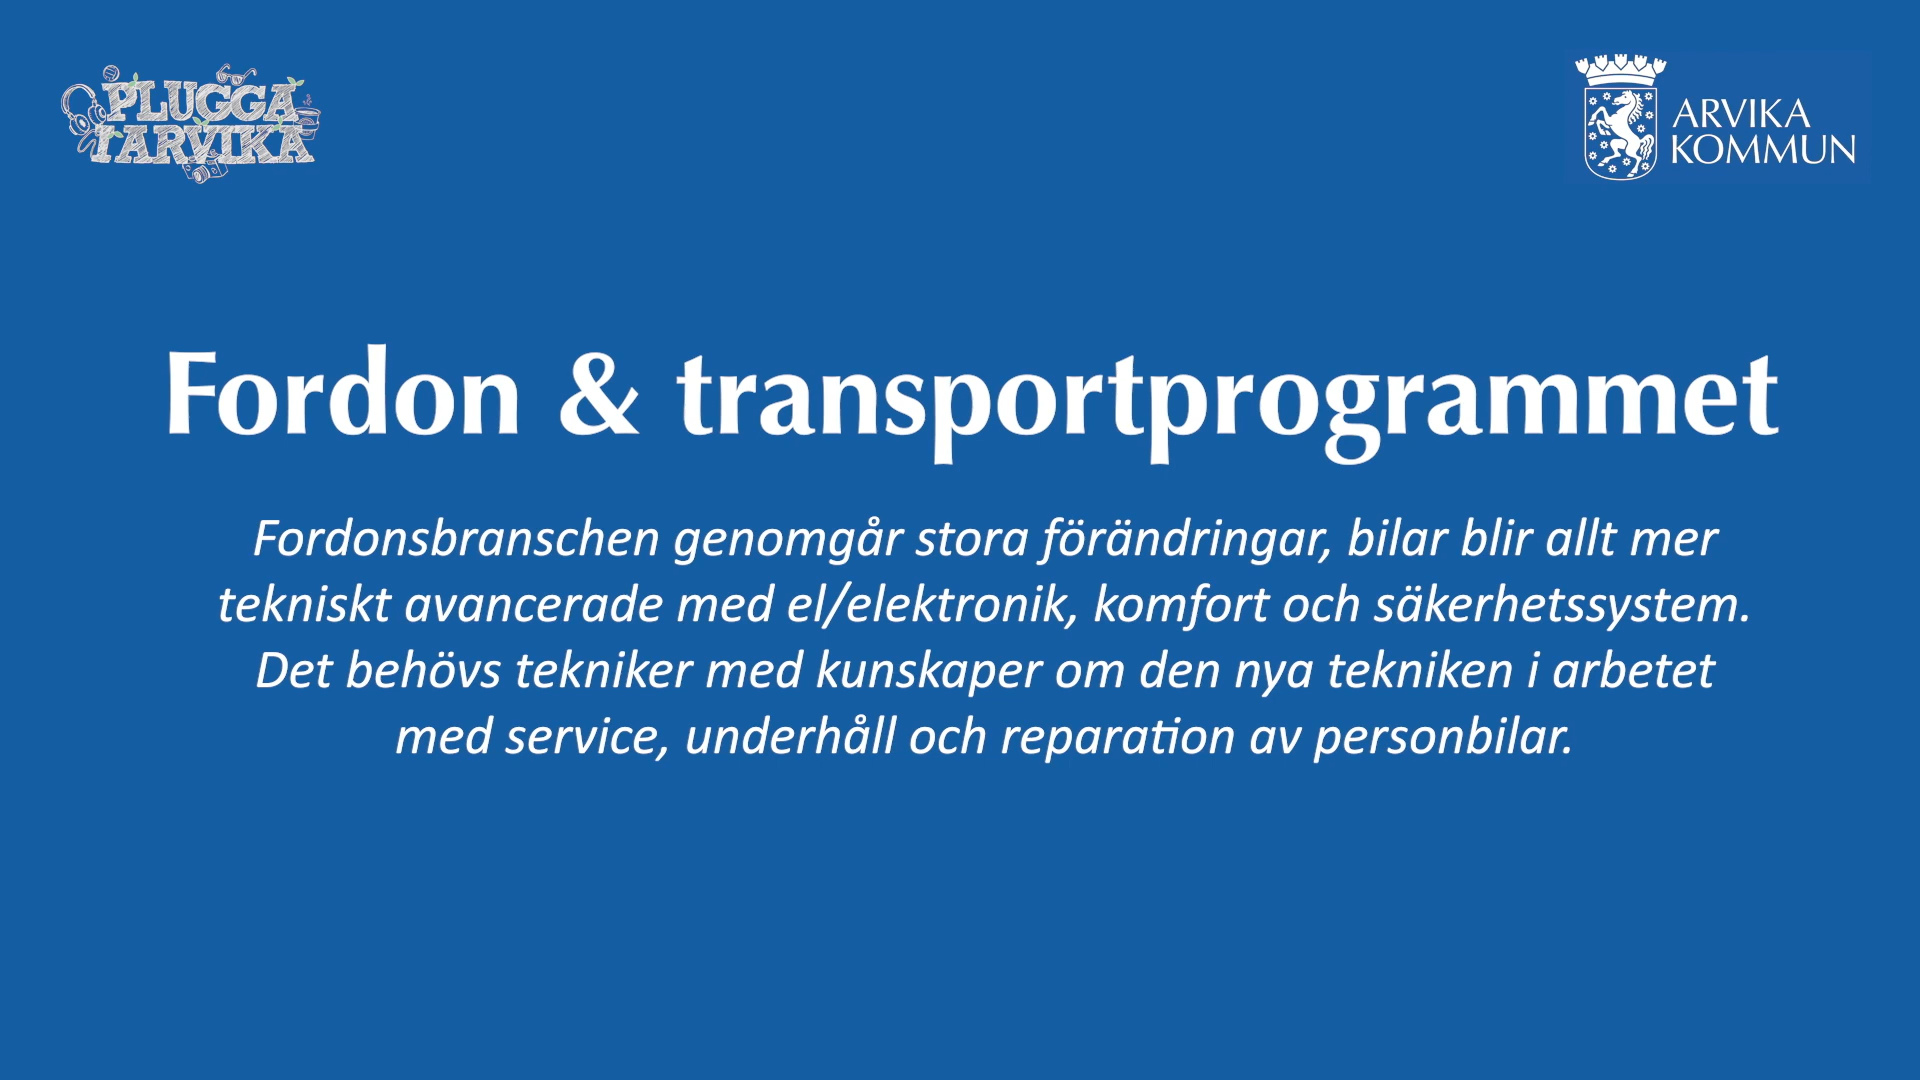 PLUGGA
I ARVIKA
ARVIKA
KOMMUN
Fordon & transportprogrammet
Fordonsbranschen genomgår stora förändringar, bilar blir allt mer
tekniskt avancerade med el/elektronik, komfort och säkerhetssystem.
Det behövs tekniker med kunskaper om den nya tekniken i arbetet
med service, underhåll och reparation av personbilar.